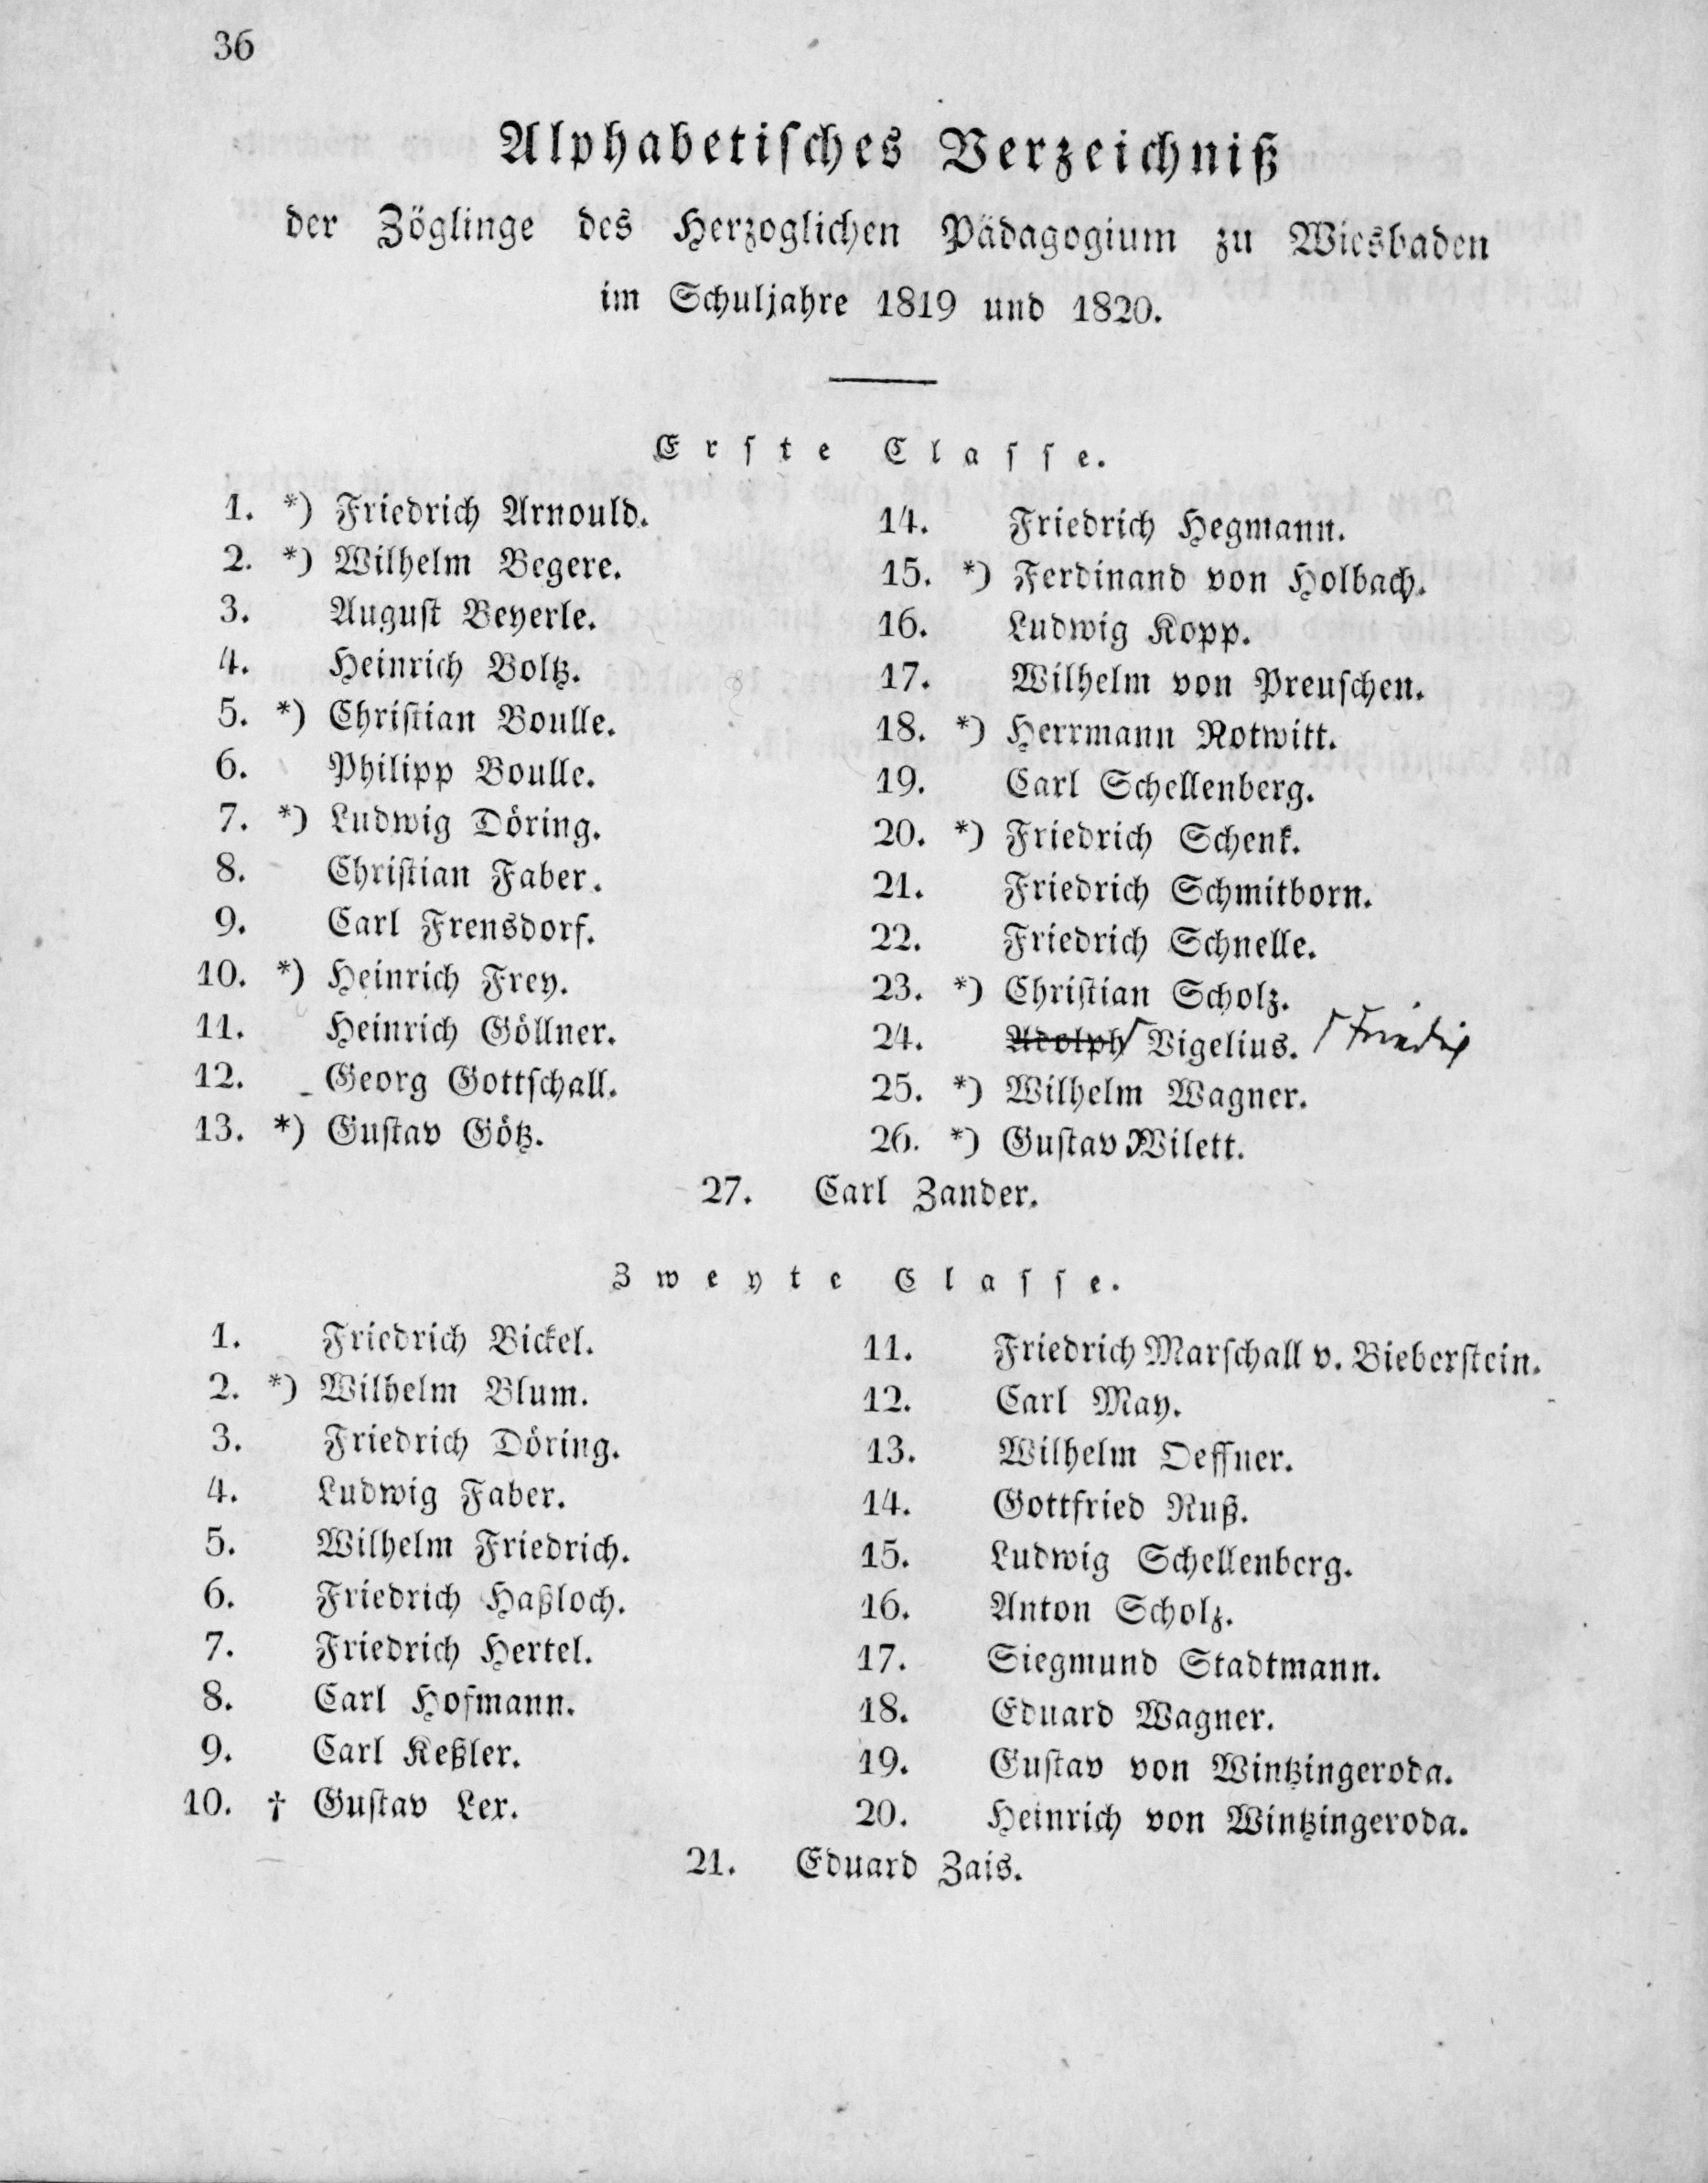 36
Alphabetisches Verzeichniß
der Zöglinge des Herzoglichen Pädagogium zu Wiesbaden
im Schuljahre 1819 und 1820.
Erste Classe.
1. *) Friedrich Arnould.
2. *) Wilhelm Begere.
3. August Beyerle.
4. Heinrich Boltz.
5. *) Christian Boulle.
6. Philipp Boulle.
7. *) Ludwig Döring.
8. Christian Faber.
9. Carl Frensdorf.
10. *) Heinrich Frey.
11. Heinrich Göllner.
12. Georg Gottschall.
13. *) Gustav Götz.
14. Friedrich Hegmann.
15. *) Ferdinand von Holbach.
16. Ludwig Kopp.
17. Wilhelm von Preuschen.
18. *) Herrmann Rotwitt.
19. Carl Schellenberg.
20. *) Friedrich Schenk.
21. Friedrich Schmitborn.
22. Friedrich Schnelle.
23. *) Christian Scholz.
24. Adolph Vigelius.
25. *) Wilhelm Wagner.
26. *) Gustav Wilett.
27. Carl Zander.
Zweyte Classe.
1. Friedrich Bickel.
2. *) Wilhelm Blum.
3. Friedrich Döring.
4. Ludwig Faber.
5. Wilhelm Friedrich.
6. Friedrich Haßloch.
7. Friedrich Hertel.
8. Carl Hofmann.
9. Carl Keßler.
10. † Gustav Lex.
11. Friedrich Marschall v. Bieberstein.
12. Carl May.
13. Wilhelm Oeffner.
14. Gottfried Ruß.
15. Ludwig Schellenberg.
16. Anton Scholz.
17. Siegmund Stadtmann.
18. Eduard Wagner.
19. Gustav von Wintzingeroda.
20. Heinrich von Wintzingeroda.
21. Eduard Zais.